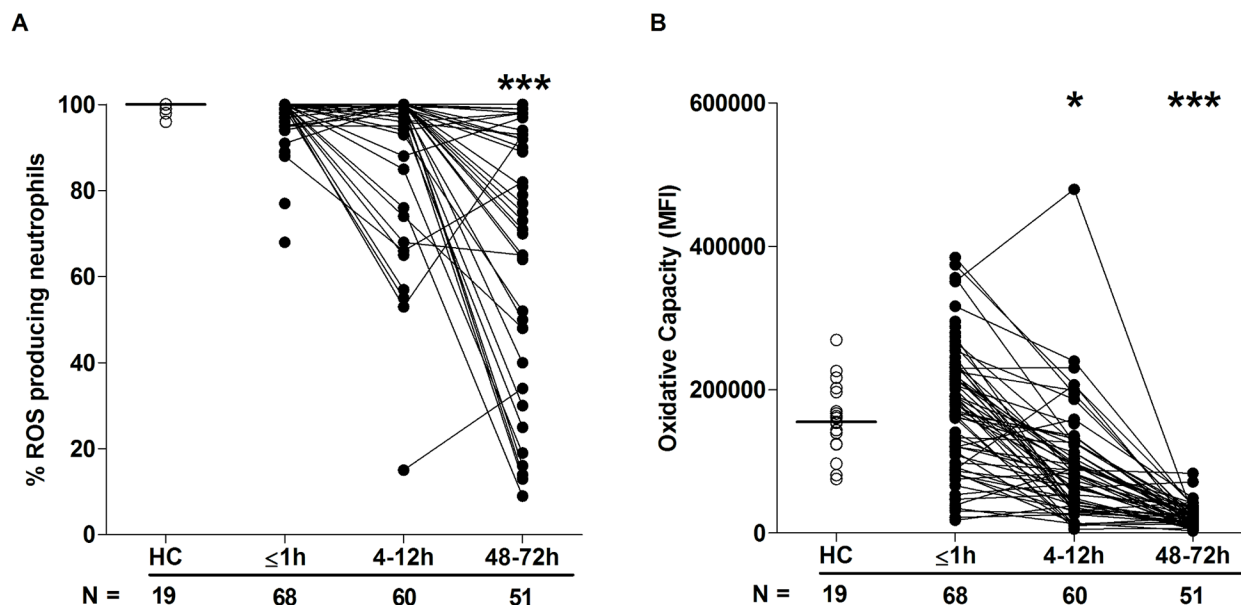 A
% ROS producing neutrophils
100
80
60
40
20
0
***
HC ≤1h 4-12h 48-72h
N = 19 68 60 51
B
Oxidative Capacity (MFI)
600000
400000
200000
0
* ***
HC ≤1h 4-12h 48-72h
N = 19 68 60 51